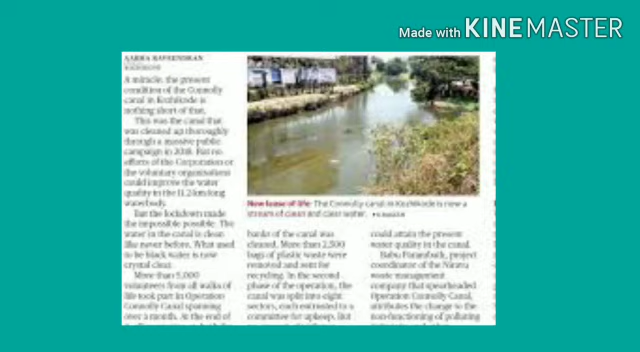 Made with KINEMASTER
AABHA RAVEENDRAN
KOZHIKODE
A miracle, the present
condition of the Connolly
canal in Kozhikode is
nothing short of that.
This was the canal that
was cleaned up thoroughly
through a massive public
campaign in 2018. But no
efforts of the Corporation or
the voluntary organisations
could improve the water
quality in the 11.2-km-long
waterbody.
But the lockdown made
the impossible possible. The
water in the canal is clean
like never before. What used
to be black water is now
crystal clear.
More than 5,000
volunteers from all walks of
life took part in Operation
Connolly Canal spanning
over a month. At the end of
New lease of life: The Connolly canal in Kozhikode is now a
stream of clean and clear water.
banks of the canal was
cleared. More than 2,500
bags of plastic waste were
removed and sent for
recycling. In the second
phase of the operation, the
canal was split into eight
sectors, each entrusted to a
committee for upkeep. But
could attain the present
water quality in the canal.
Babu Parambath, project
coordinator of the Niravu
waste management
company that spearheaded
Operation Connolly Canal,
attributes the change to the
non-functioning of polluting